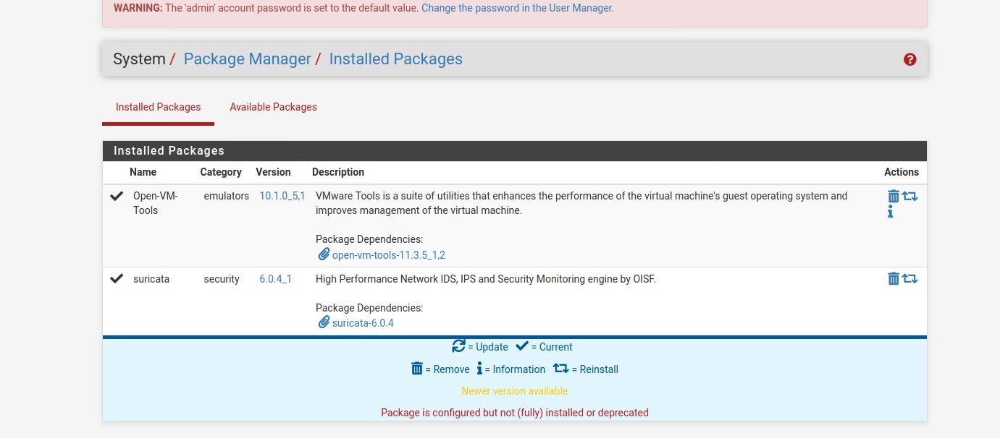 WARNING: The 'admin' account password is set to the default value. Change the password in the User Manager.
System / Package Manager / Installed Packages
Installed Packages Available Packages
Installed Packages
Name Category Version Description Actions
Open-VM- emulators 10.1.0_5,1 VMware Tools is a suite of utilities that enhances the performance of the virtual machine's guest operating system and
Tools improves management of the virtual machine.
Package Dependencies:
open-vm-tools-11.3.5_1,2
suricata security 6.0.4_1 High Performance Network IDS, IPS and Security Monitoring engine by OISF.
Package Dependencies:
suricata-6.0.4
= Update = Current
= Remove = Information = Reinstall
Newer version available
Package is configured but not (fully) installed or deprecated